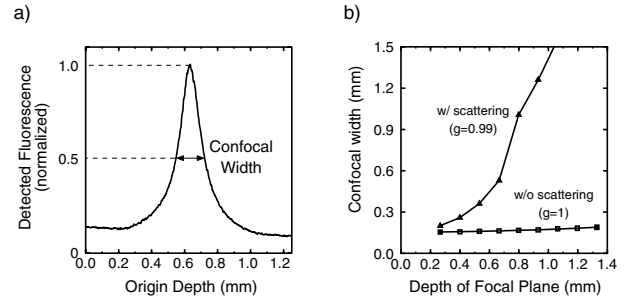 a)
Detected Fluorescence
(normalized)
1.0
0.5
0
Confocal
Width
0.0 0.2 0.4 0.6 0.8 1.0 1.2
Origin Depth (mm)
b)
Confocal width (mm)
1.5
1.2
0.9
0.6
0.3
0.0
w/ scattering
(g=0.99)
w/o scattering
(g=1)
0.0 0.2 0.4 0.6 0.8 1.0 1.2 1.4
Depth of Focal Plane (mm)